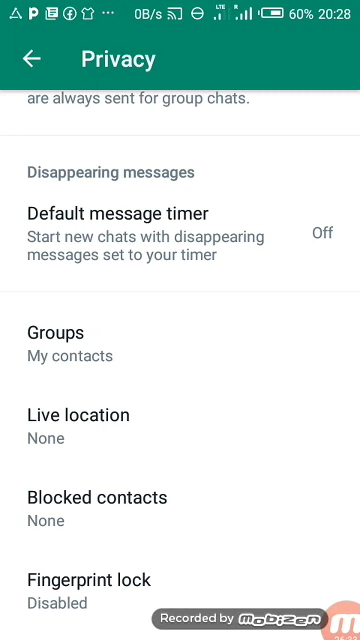 0B/s LTE R 60% 20:28
Privacy
are always sent for group chats.
Disappearing messages
Default message timer
Start new chats with disappearing
messages set to your timer
Off
Groups
My contacts
Live location
None
Blocked contacts
None
Fingerprint lock
Disabled
Recorded by mobizen